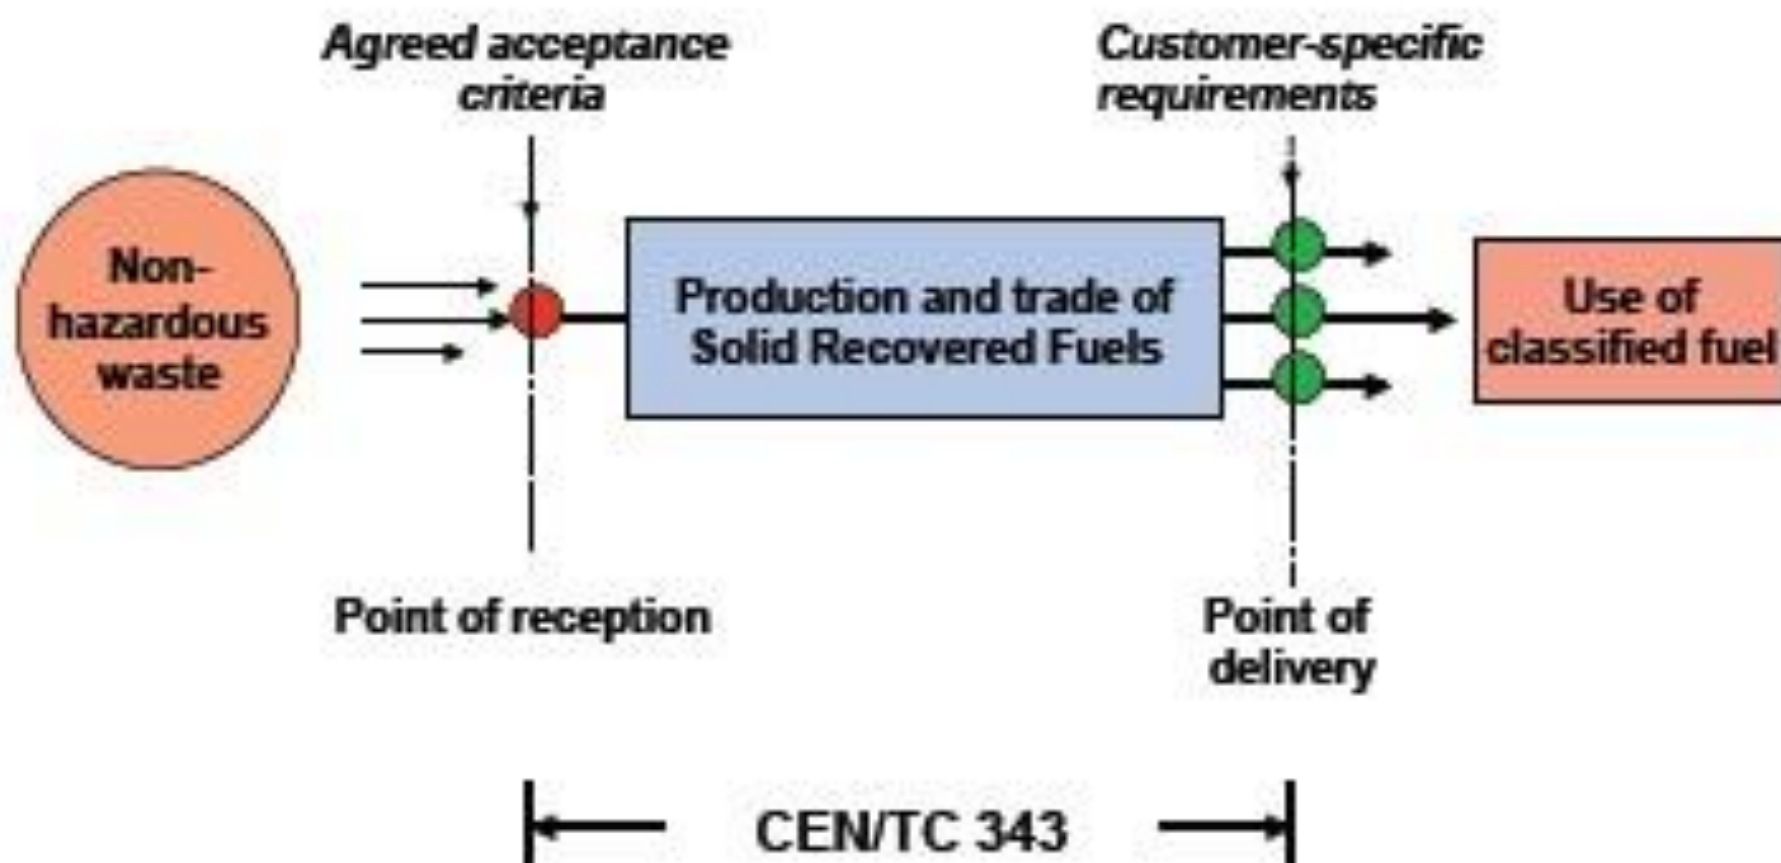 Agreed acceptance
criteria
Customer-specific
requirements
Non-
hazardous
waste
Production and trade of
Solid Recovered Fuels
Use of
classified fuel
Point of reception
Point of
delivery
CEN/TC 343